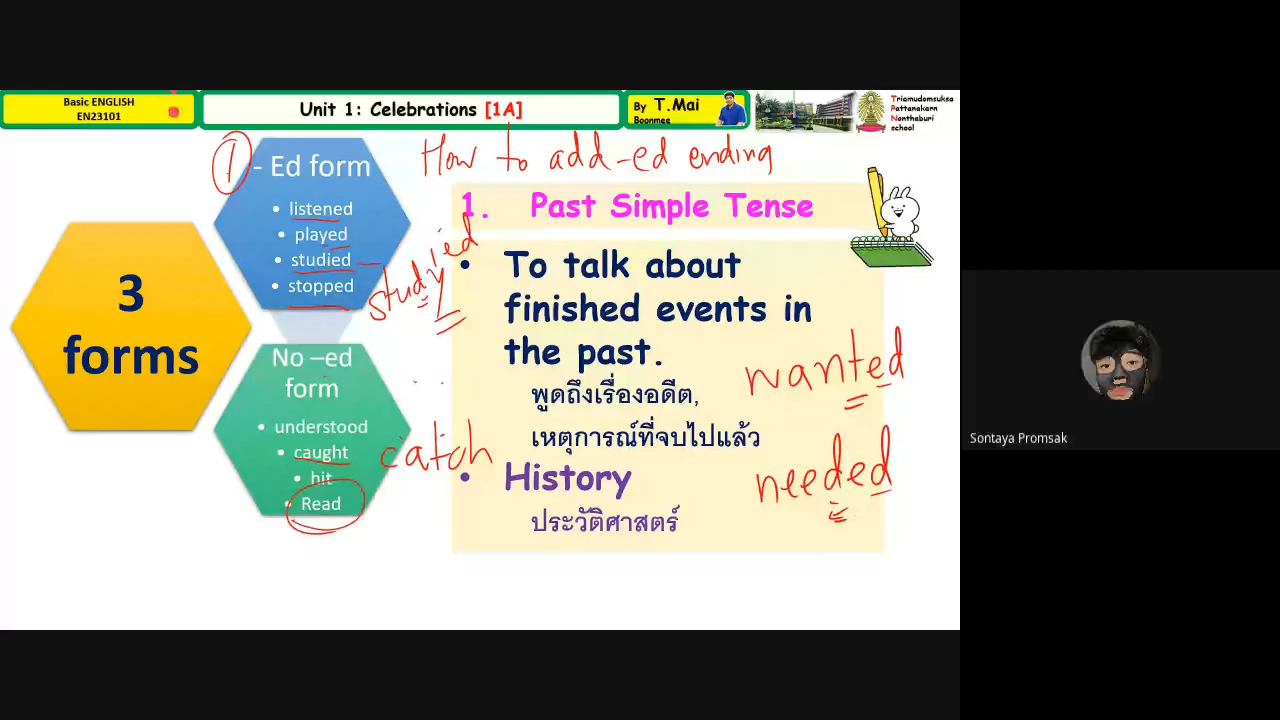 Basic ENGLISH
EN23101
Unit 1: Celebrations [1A]
By T.Mai
Boonmee
Triamudomsuksa
Pattanakarn
Nonthaburi
school
1
How to add -ed ending
- Ed form
• listened
• played
• studied
• stopped
study ied
3
forms
No –ed
form
• understood
• caught
• hit
• Read
catch
1. Past Simple Tense
• To talk about
finished events in
the past.
พูดถึงเรื่องอดีต,
เหตุการณ์ที่จบไปแล้ว
• History
ประวัติศาสตร์
wanted
needed
Sontaya Promsak